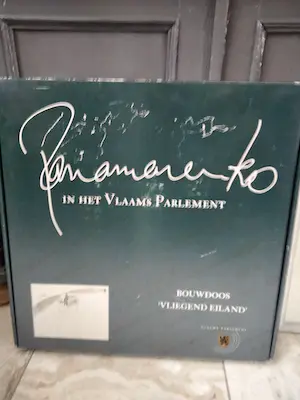 Panamarenko
IN HET VLAAMS PARLEMENT
BOUWDOOS
'VLIEGEND EILAND'